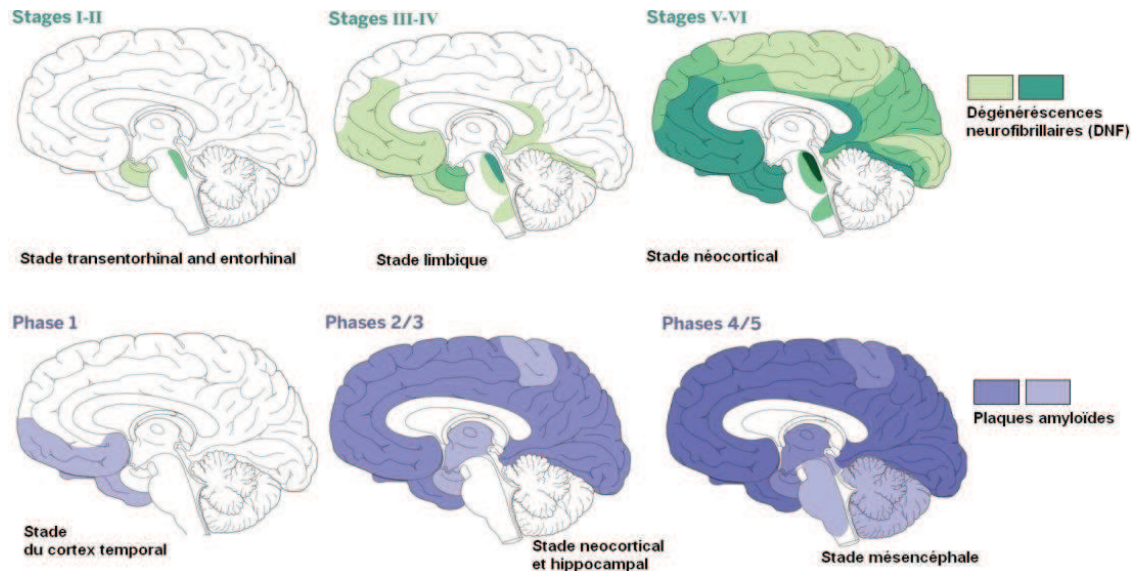 Stages I-II
Stages III-IV
Stages V-VI
Dégénéréscences
neurofibrillaires (DNF)
Stade transentorhinal and entorhinal
Stade limbique
Stade néocortical
Phase 1
Phases 2/3
Phases 4/5
Plaques amyloïdes
Stade
du cortex temporal
Stade neocortical
et hippocampal
Stade mésencéphale